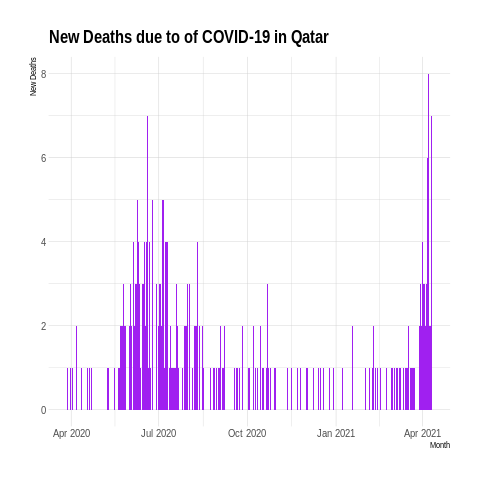 New Deaths due to of COVID-19 in Qatar
New Deaths
8
6
4
2
0
Apr 2020 Jul 2020 Oct 2020 Jan 2021 Apr 2021
Month